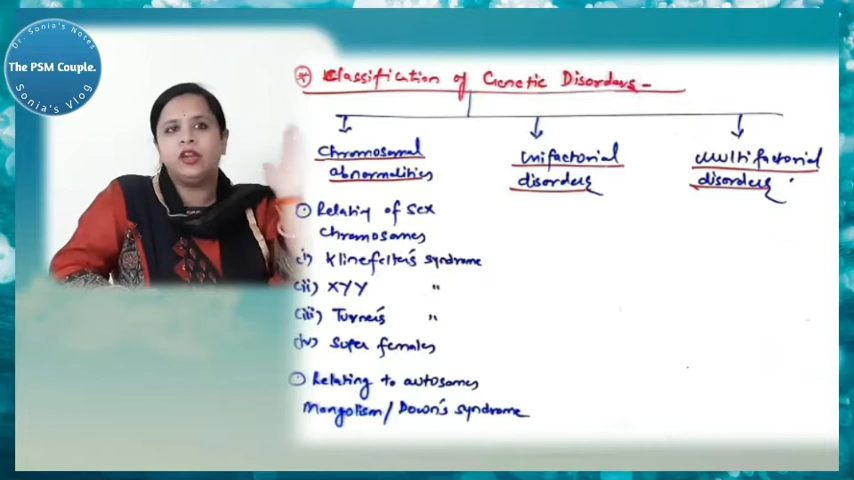 Dr. Sonia's Notes
The PSM Couple.
Sonia's Vlog
Classification of Genetic Disorders -
Chromosomal
abnormalities
Unifactorial
disorders
Multifactorial
disorders
Relating of Sex
Chromosomes
(i) Klinefelter's syndrome
(ii) XYY "
(iii) Turner's "
(iv) Super females
Relating to autosomes
Mongolism/Down's syndrome